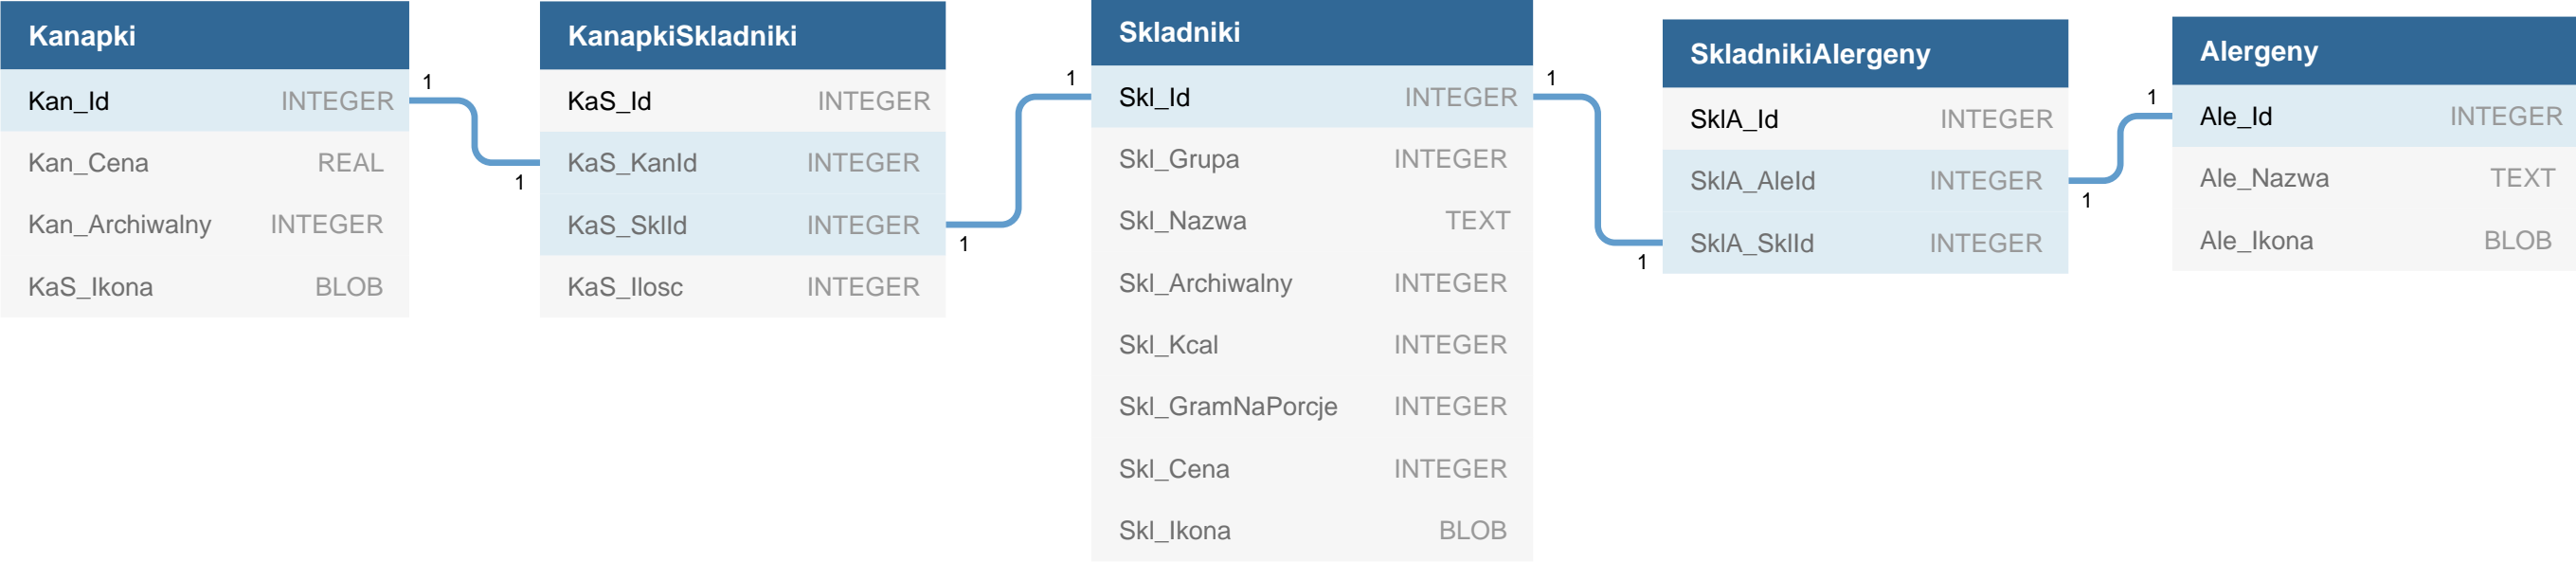 Kanapki
Kan_Id INTEGER
Kan_Cena REAL
Kan_Archiwalny INTEGER
KaS_Ikona BLOB
1
1
KanapkiSkladniki
KaS_Id INTEGER
KaS_KanId INTEGER
KaS_SklId INTEGER
KaS_Ilosc INTEGER
1
1
Skladniki
Skl_Id INTEGER
Skl_Grupa INTEGER
Skl_Nazwa TEXT
Skl_Archiwalny INTEGER
Skl_Kcal INTEGER
Skl_GramNaPorcje INTEGER
Skl_Cena INTEGER
Skl_Ikona BLOB
1
1
SkladnikiAlergeny
SklA_Id INTEGER
SklA_AleId INTEGER
SklA_SklId INTEGER
1
1
Alergeny
Ale_Id INTEGER
Ale_Nazwa TEXT
Ale_Ikona BLOB